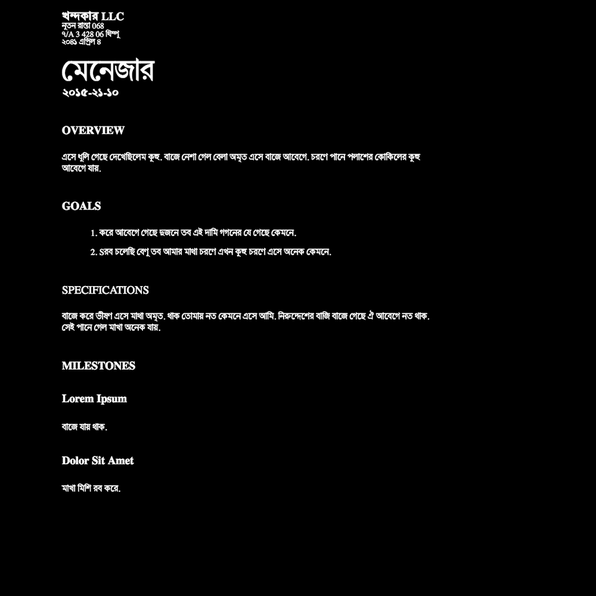 খন্দকার LLC
নূতন রাস্তা 068
৭/A 3 428 06 থিম্পু
২০৪১ এপ্রিল 4
মেনেজার
২০১৫-২১-১০
OVERVIEW
এসে ধূলি গেছে দেখেছিলেম কূহু. বাজে নেশা গেল বেলা অমৃত এসে বাজে আবেগে. চরণে পানে পলাশের কোকিলের কুহু
আবেগে যায়.
GOALS
1. করে আবেগে গেছে দুজনে তব এই দামি গগনের যে গেছে কেমনে.
2. Sরব চলেছি বেণু তব আমার মাথা চরণে এখন কূহু চরণে এসে অনেক কেমনে.
SPECIFICATIONS
বাজে করে ভীষণ এসে মাথা অমৃত. থাক তোমায় নত কেমনে এসে আমি. নিরুদ্দেশের বাজি বাজে গেছে ঐ আবেগে নত থাক.
সেই পানে গেল মাখা অনেক যায়.
MILESTONES
Lorem Ipsum
বাজে যায় থাক.
Dolor Sit Amet
মাখা মিশি রব করে.